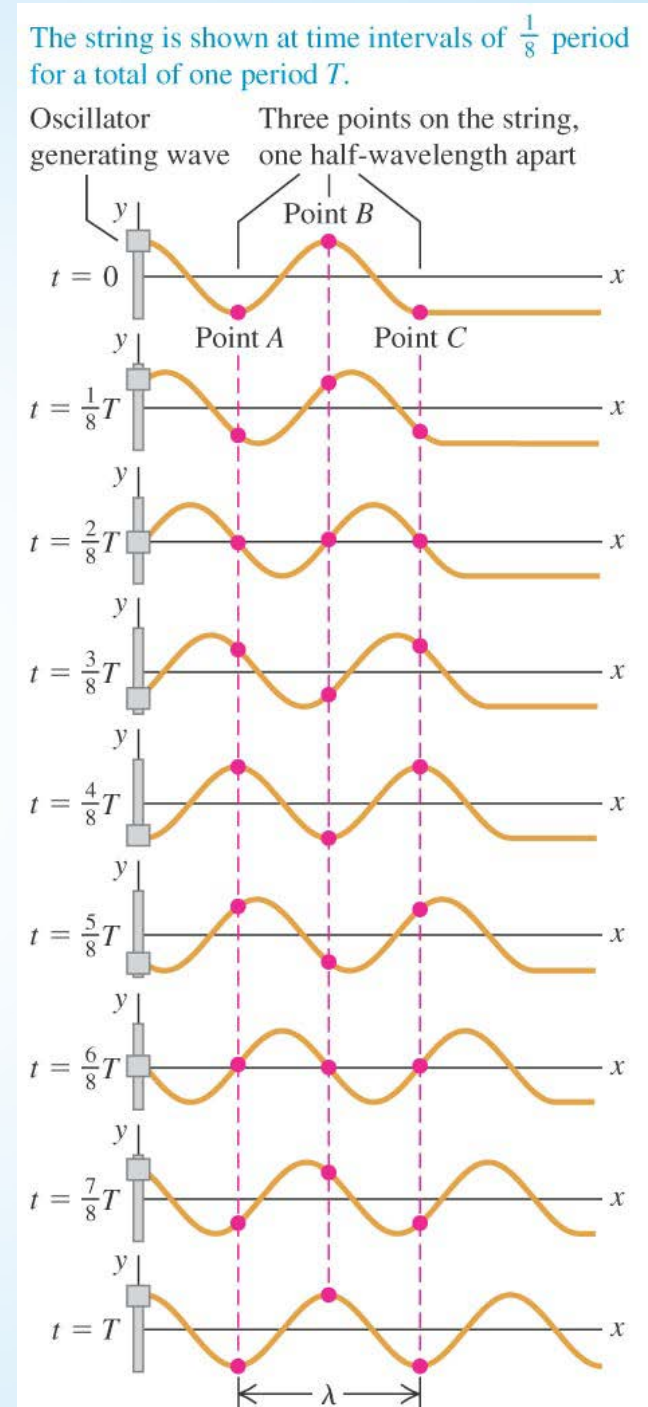 The string is shown at time intervals of 1/8 period
for a total of one period T.
Oscillator
generating wave
Three points on the string,
one half-wavelength apart
y
Point B
t = 0
x
Point A
Point C
y
t = 1/8 T
x
y
t = 2/8 T
x
y
t = 3/8 T
x
y
t = 4/8 T
x
y
t = 5/8 T
x
y
t = 6/8 T
x
y
t = 7/8 T
x
y
t = T
x
λ